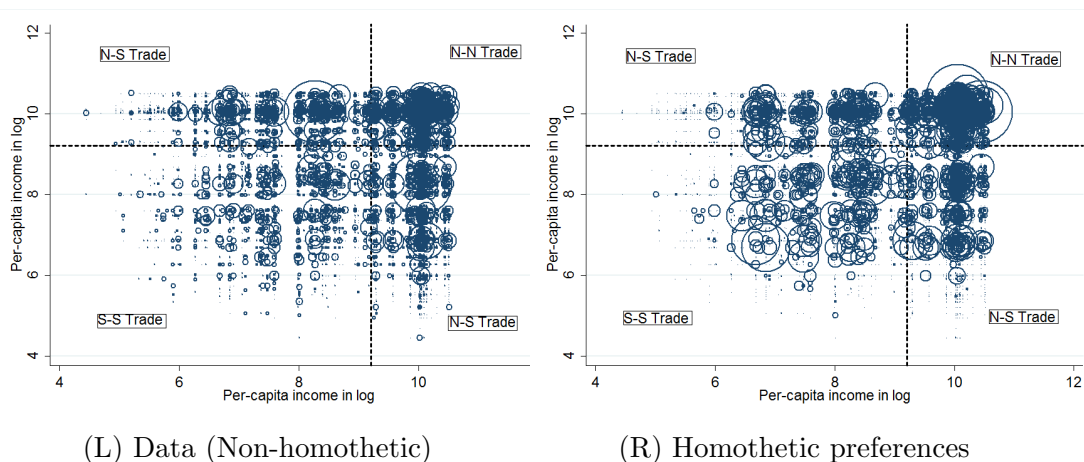 12
10
8
6
4
Per-capita income in log
N-S Trade
N-N Trade
S-S Trade
N-S Trade
4
6
8
10
Per-capita income in log
(L) Data (Non-homothetic)
12
10
8
6
4
Per-capita income in log
N-S Trade
N-N Trade
S-S Trade
N-S Trade
4
6
8
10
12
Per-capita income in log
(R) Homothetic preferences